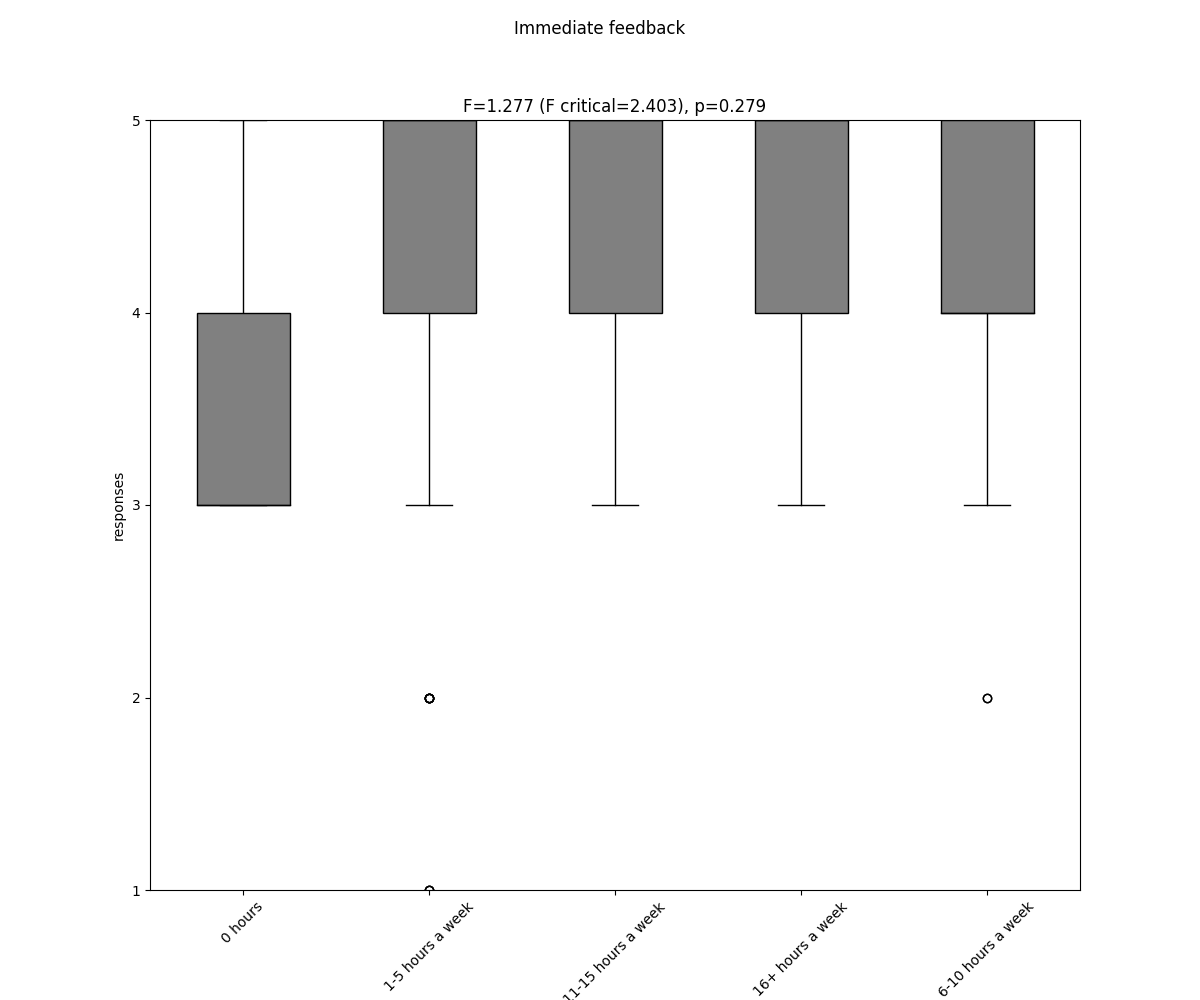 Immediate feedback
F=1.277 (F critical=2.403), p=0.279
5
4
3
2
1
responses
0 hours
1-5 hours a week
11-15 hours a week
16+ hours a week
6-10 hours a week